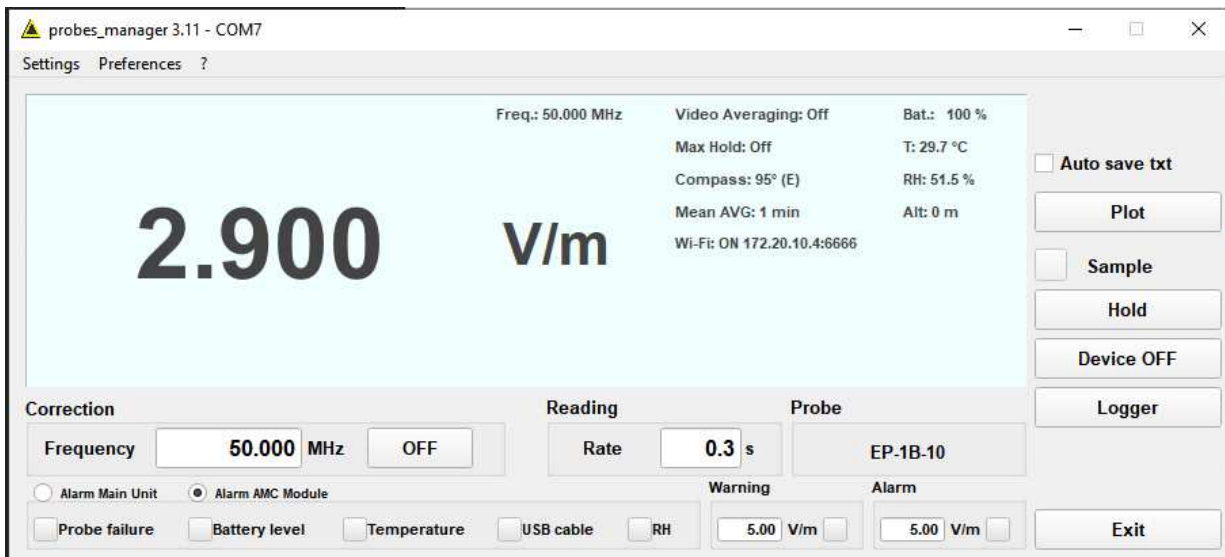 probes_manager 3.11 - COM7
Settings Preferences ?
Freq.: 50.000 MHz Video Averaging: Off Bat.: 100 %
Max Hold: Off T: 29.7 °C
Compass: 95° (E) RH: 51.5 %
Mean AVG: 1 min Alt: 0 m
Wi-Fi: ON 172.20.10.4:6666
2.900 V/m
Auto save txt
Plot
Sample
Hold
Device OFF
Logger
Correction Reading Probe
Frequency 50.000 MHz OFF Rate 0.3 s EP-1B-10
Alarm Main Unit Alarm AMC Module Warning Alarm
Probe failure Battery level Temperature USB cable RH 5.00 V/m 5.00 V/m
Exit